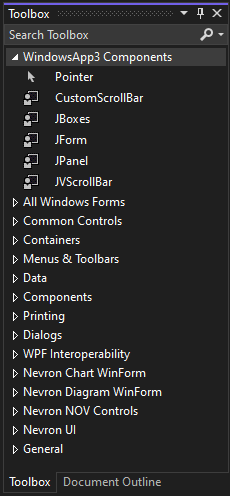 Toolbox
Search Toolbox
WindowsApp3 Components
Pointer
CustomScrollBar
JBoxes
JForm
JPanel
JVScrollBar
All Windows Forms
Common Controls
Containers
Menus & Toolbars
Data
Components
Printing
Dialogs
WPF Interoperability
Nevron Chart WinForm
Nevron Diagram WinForm
Nevron NOV Controls
Nevron UI
General
Toolbox Document Outline